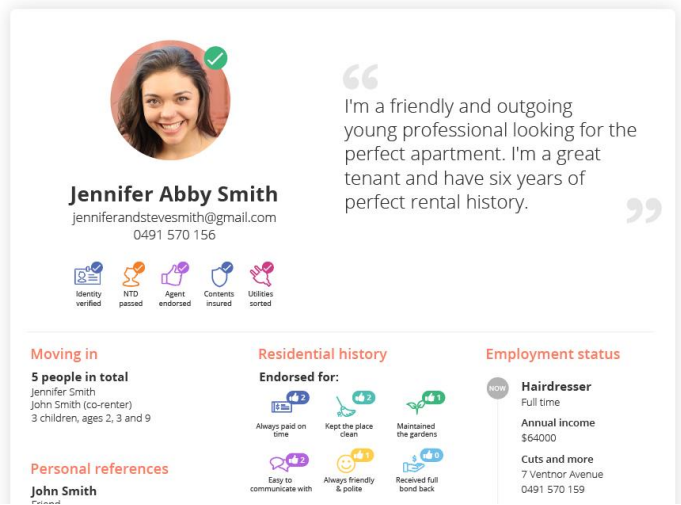 “
I'm a friendly and outgoing
young professional looking for the
perfect apartment. I'm a great
tenant and have six years of
perfect rental history.
”
Jennifer Abby Smith
jenniferandstevesmith@gmail.com
0491 570 156
Identity verified
NTD passed
Agent endorsed
Contents insured
Utilities sorted
Moving in
5 people in total
Jennifer Smith
John Smith (co-renter)
3 children, ages 2, 3 and 9
Personal references
John Smith
Friend
Residential history
Endorsed for:
2
Always paid on time
2
Kept the place clean
1
Maintained the gardens
2
Easy to communicate with
1
Always friendly & polite
$
0
Received full bond back
Employment status
NOW
Hairdresser
Full time
Annual income
$64000
Cuts and more
7 Ventnor Avenue
0491 570 159